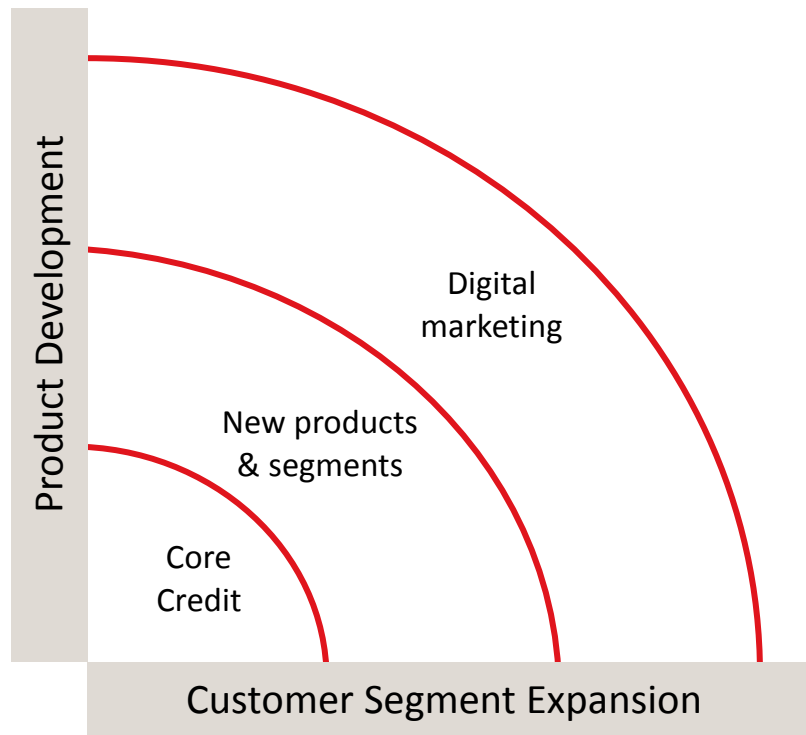 Product Development
Digital
marketing
New products
& segments
Core
Credit
Customer Segment Expansion